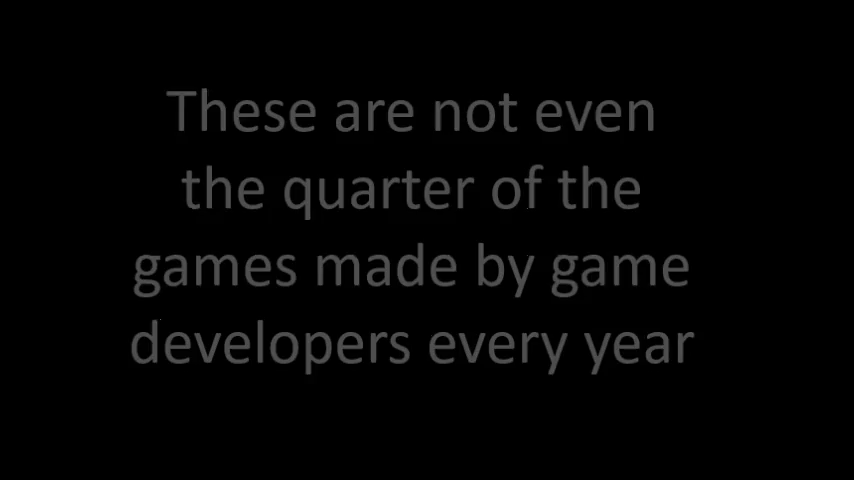 These are not even
the quarter of the
games made by game
developers every year